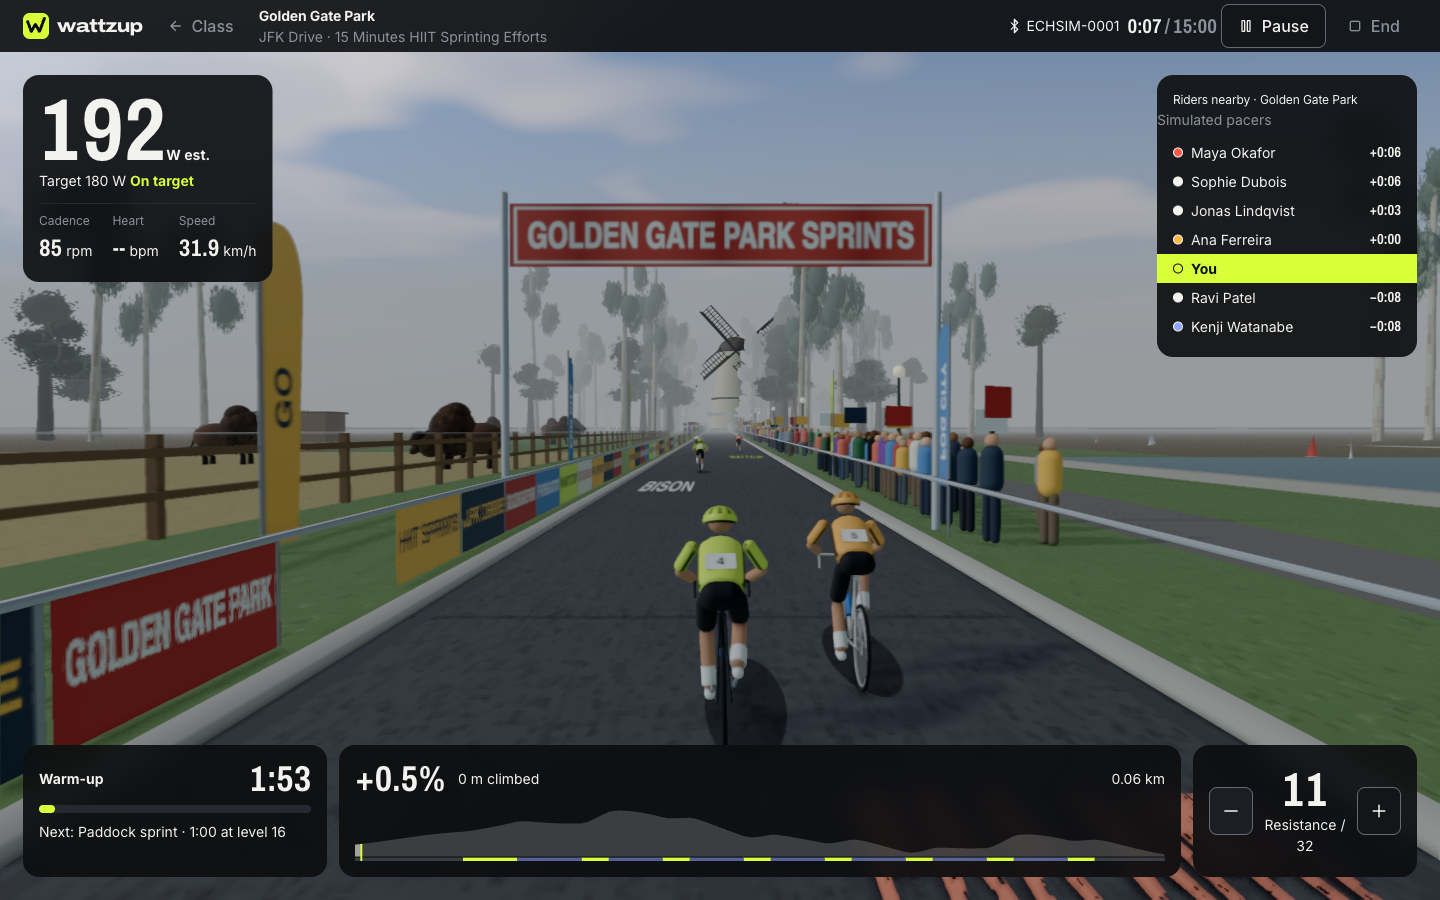 wattzup
Class
Golden Gate Park
JFK Drive · 15 Minutes HIIT Sprinting Efforts
ECHSIM-0001
0:07 / 15:00
Pause
End
192 W est.
Target 180 W On target
Cadence Heart Speed
85 rpm -- bpm 31.9 km/h
Riders nearby · Golden Gate Park
Simulated pacers
Maya Okafor +0:06
Sophie Dubois +0:06
Jonas Lindqvist +0:03
Ana Ferreira +0:00
You
Ravi Patel −0:08
Kenji Watanabe −0:08
GOLDEN GATE PARK SPRINTS
GO
BISON
4
5
GOLDEN GATE PARK
Warm-up 1:53
Next: Paddock sprint · 1:00 at level 16
+0.5% 0 m climbed 0.06 km
11
Resistance /
32